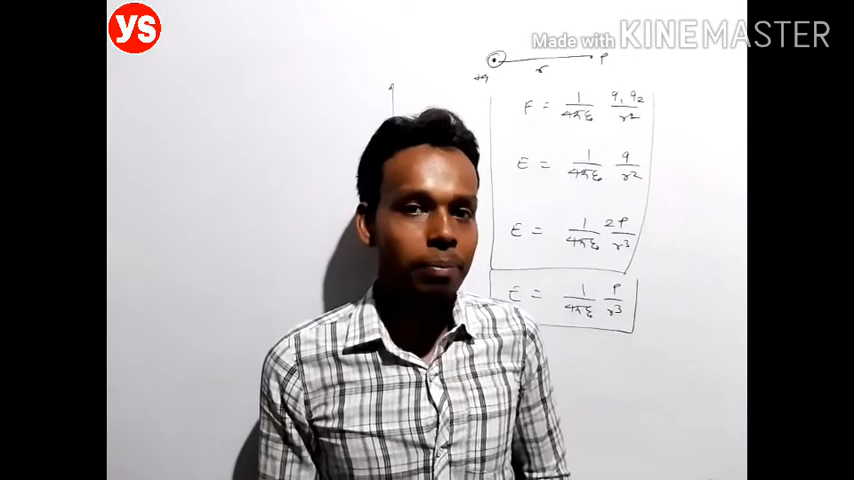 YS
Made with KINEMASTER
+q r P
F = 1/4πε q₁ q₂/r²
E = 1/4πε q/r²
E = 1/4πε 2P/r³
E = 1/4πε P/r³